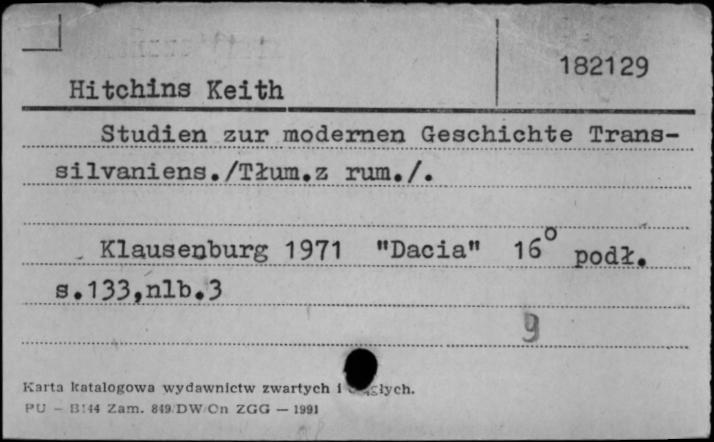 182129
Hitchins Keith
Studien zur modernen Geschichte Trans-
silvaniens./Tłum.z rum./.
Klausenburg 1971 "Dacia" 16° podł.
s.133,nlb.3
9
Karta katalogowa wydawnictw zwartych i
PU - B144 Zam. 849/DW/Cn ZGG — 1991